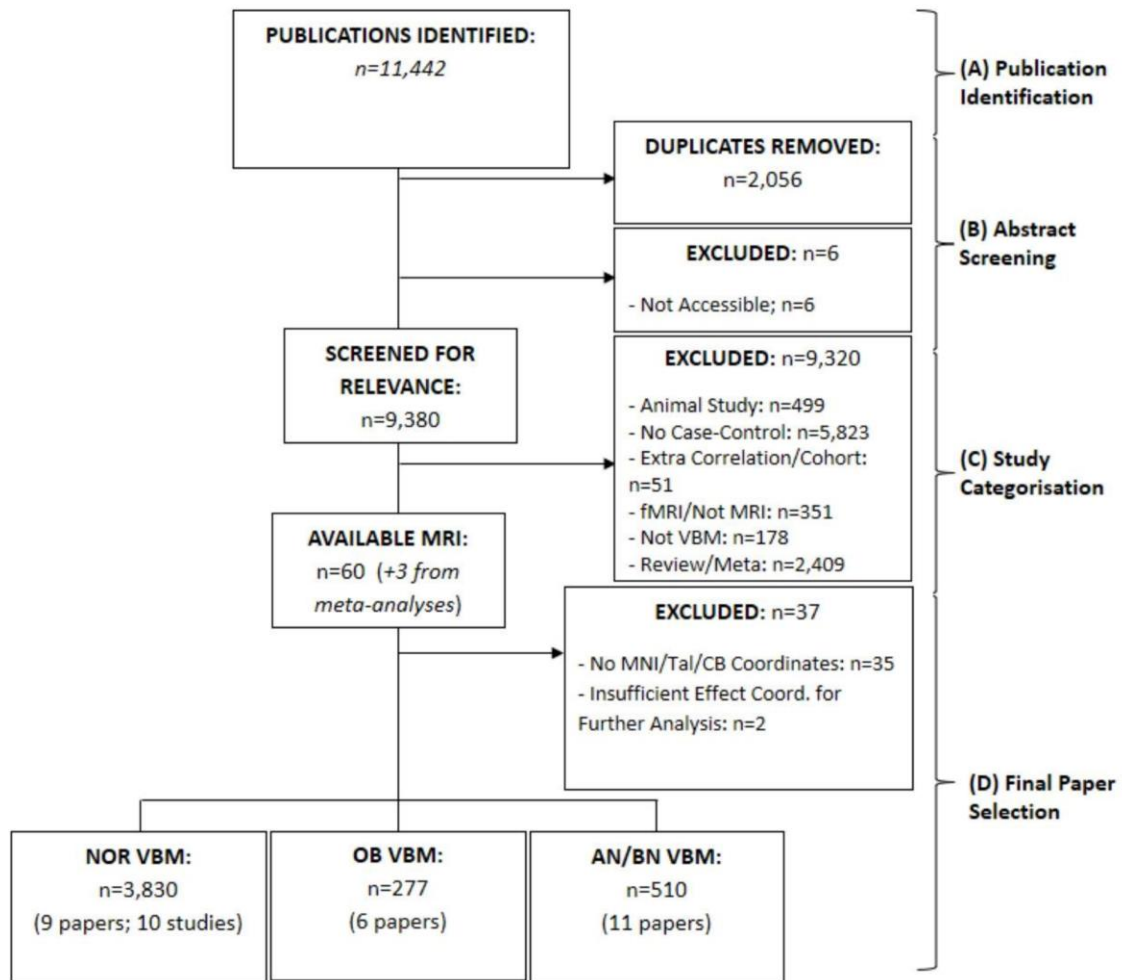 PUBLICATIONS IDENTIFIED:
n=11,442
(A) Publication
Identification
DUPLICATES REMOVED:
n=2,056
(B) Abstract
Screening
EXCLUDED: n=6
- Not Accessible; n=6
SCREENED FOR
RELEVANCE:
n=9,380
EXCLUDED: n=9,320
- Animal Study: n=499
- No Case-Control: n=5,823
- Extra Correlation/Cohort:
n=51
- fMRI/Not MRI: n=351
- Not VBM: n=178
- Review/Meta: n=2,409
(C) Study
Categorisation
AVAILABLE MRI:
n=60 (+3 from
meta-analyses)
EXCLUDED: n=37
- No MNI/Tal/CB Coordinates: n=35
- Insufficient Effect Coord. for
Further Analysis: n=2
(D) Final Paper
Selection
NOR VBM:
n=3,830
(9 papers; 10 studies)
OB VBM:
n=277
(6 papers)
AN/BN VBM:
n=510
(11 papers)